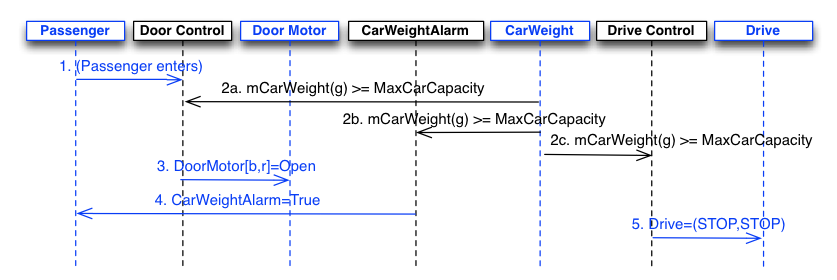 Passenger
Door Control
Door Motor
CarWeightAlarm
CarWeight
Drive Control
Drive
1. (Passenger enters)
2a. mCarWeight(g) >= MaxCarCapacity
2b. mCarWeight(g) >= MaxCarCapacity
2c. mCarWeight(g) >= MaxCarCapacity
3. DoorMotor[b,r]=Open
4. CarWeightAlarm=True
5. Drive=(STOP,STOP)